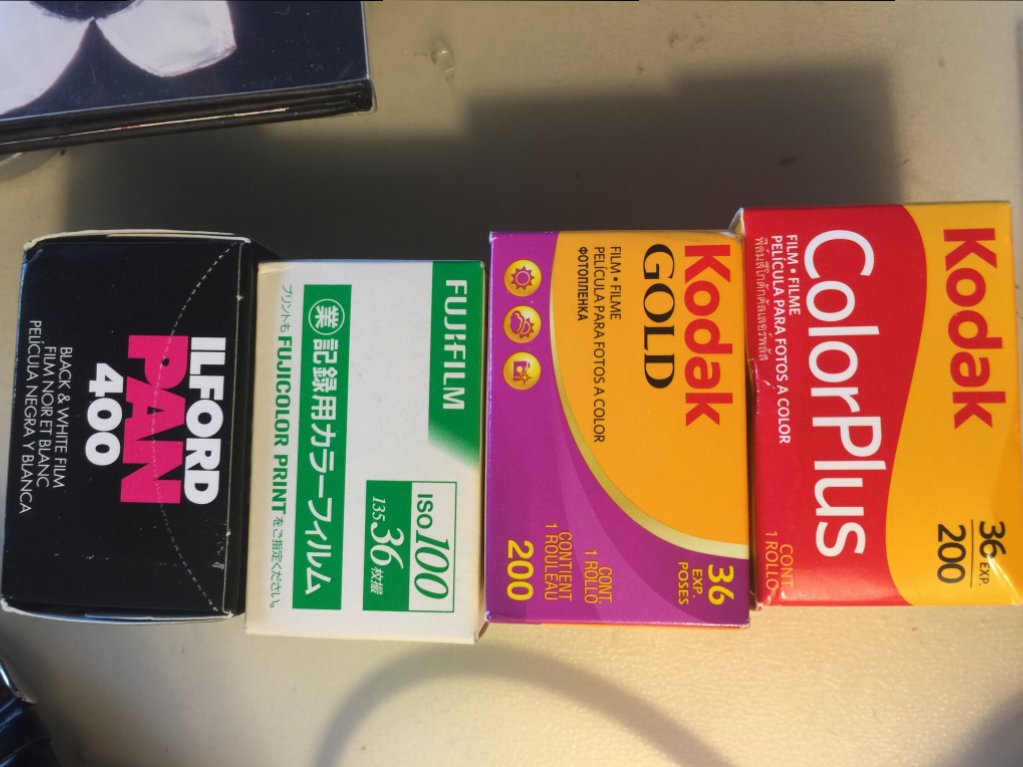 ILFORD
PAN
400
BLACK & WHITE FILM
FILM NOIR ET BLANC
PELÍCULA NEGRA Y BLANCA
FUJIFILM
ISO 100
135 36枚撮
業 記録用カラーフィルム
プリントも FUJICOLOR PRINT をご指定ください。
Kodak
GOLD
FILM • FILME
PELÍCULA PARA FOTOS A COLOR
ФОТОПЛЕНКА
36
EXP.
POSES
CONT.
1 ROLLO
CONTIENT
1 ROULEAU
200
Kodak
36 EXP.
200
ColorPlus
FILM • FILME
PELÍCULA PARA FOTOS A COLOR
CONT.
1 ROLLO